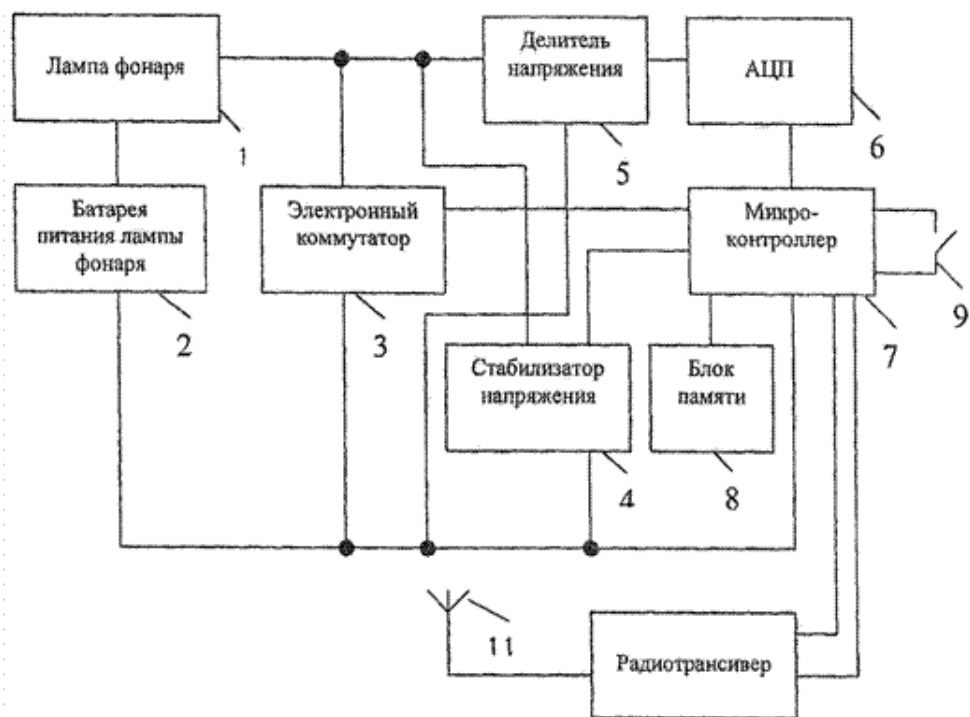 Лампа фонаря
1
Батарея
питания лампы
фонаря
2
Электронный
коммутатор
3
Делитель
напряжения
5
АЦП
6
Микро-
контроллер
7
9
Стабилизатор
напряжения
4
Блок
памяти
8
11
Радиотрансивер